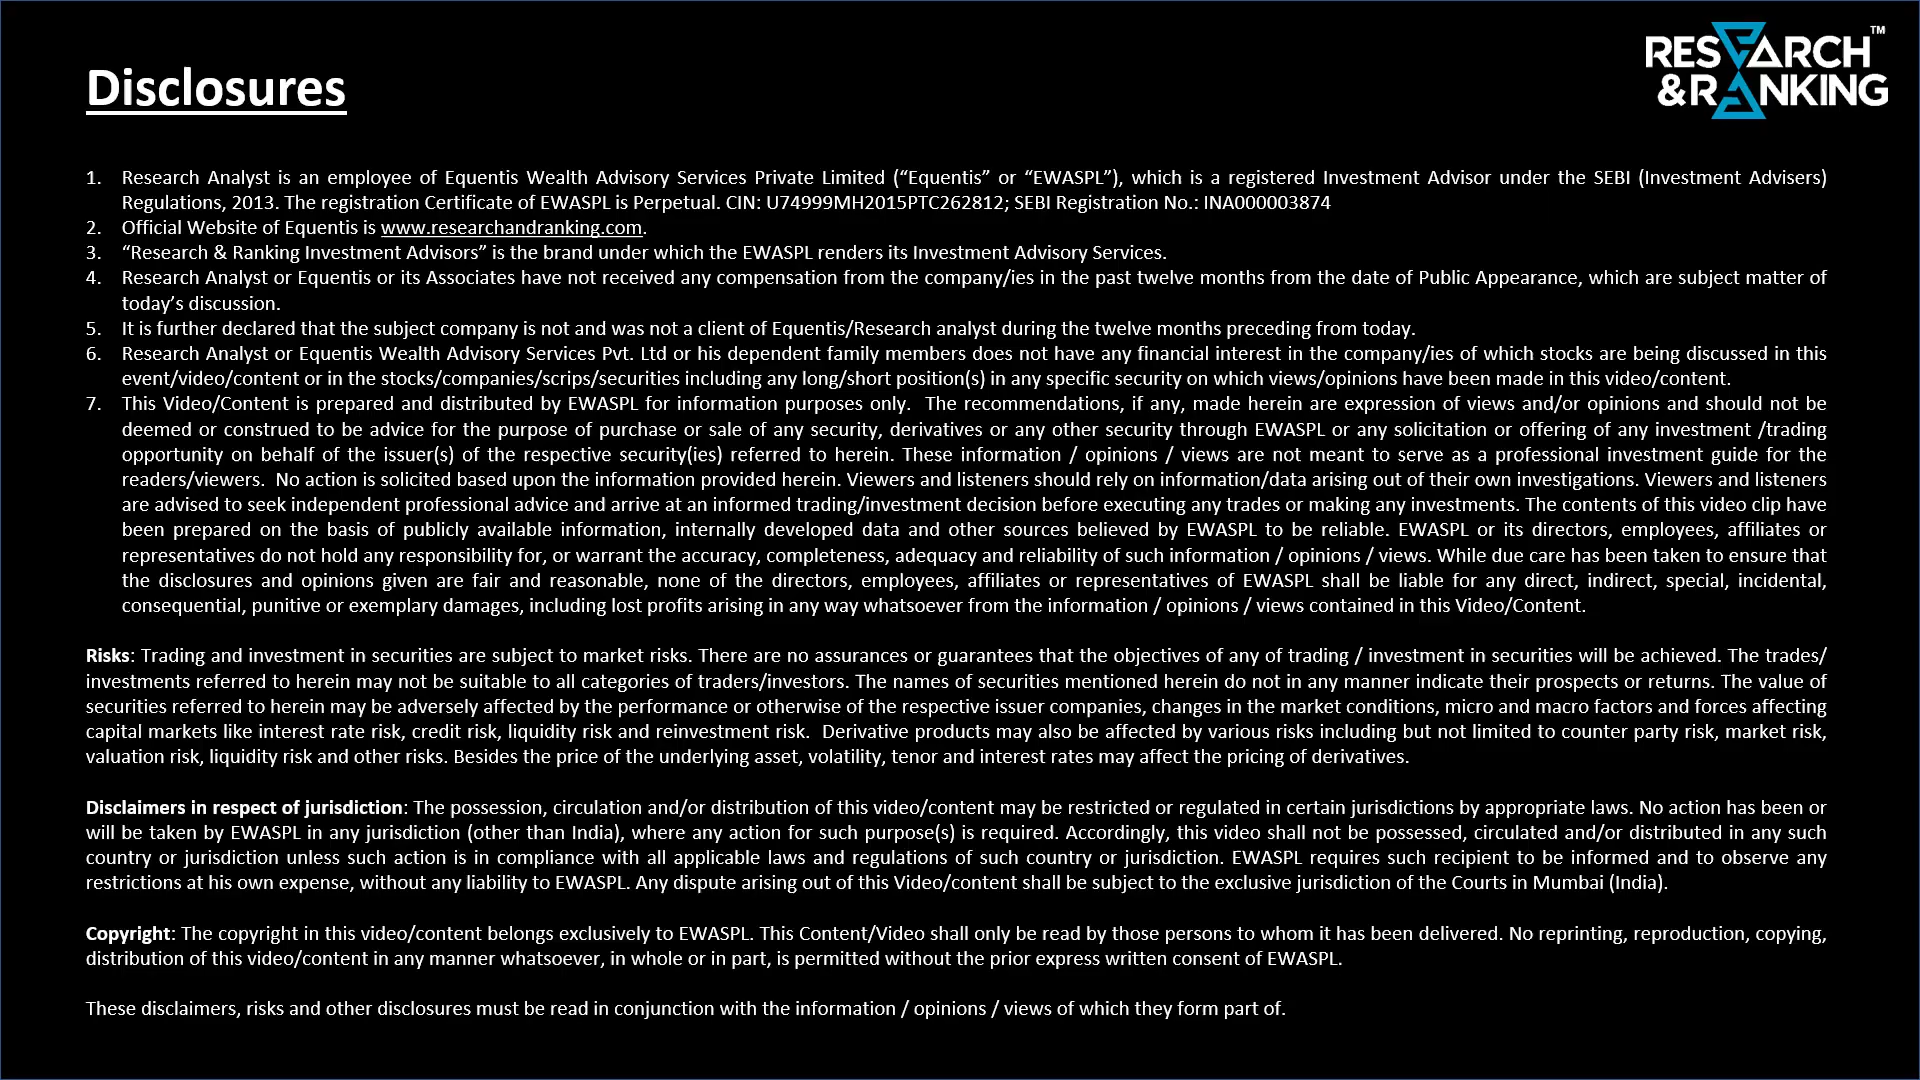 RESEARCH™
&RANKING
Disclosures
1. Research Analyst is an employee of Equentis Wealth Advisory Services Private Limited (“Equentis” or “EWASPL”), which is a registered Investment Advisor under the SEBI (Investment Advisers)
Regulations, 2013. The registration Certificate of EWASPL is Perpetual. CIN: U74999MH2015PTC262812; SEBI Registration No.: INA000003874
2. Official Website of Equentis is www.researchandranking.com.
3. “Research & Ranking Investment Advisors” is the brand under which the EWASPL renders its Investment Advisory Services.
4. Research Analyst or Equentis or its Associates have not received any compensation from the company/ies in the past twelve months from the date of Public Appearance, which are subject matter of
today’s discussion.
5. It is further declared that the subject company is not and was not a client of Equentis/Research analyst during the twelve months preceding from today.
6. Research Analyst or Equentis Wealth Advisory Services Pvt. Ltd or his dependent family members does not have any financial interest in the company/ies of which stocks are being discussed in this
event/video/content or in the stocks/companies/scrips/securities including any long/short position(s) in any specific security on which views/opinions have been made in this video/content.
7. This Video/Content is prepared and distributed by EWASPL for information purposes only. The recommendations, if any, made herein are expression of views and/or opinions and should not be
deemed or construed to be advice for the purpose of purchase or sale of any security, derivatives or any other security through EWASPL or any solicitation or offering of any investment /trading
opportunity on behalf of the issuer(s) of the respective security(ies) referred to herein. These information / opinions / views are not meant to serve as a professional investment guide for the
readers/viewers. No action is solicited based upon the information provided herein. Viewers and listeners should rely on information/data arising out of their own investigations. Viewers and listeners
are advised to seek independent professional advice and arrive at an informed trading/investment decision before executing any trades or making any investments. The contents of this video clip have
been prepared on the basis of publicly available information, internally developed data and other sources believed by EWASPL to be reliable. EWASPL or its directors, employees, affiliates or
representatives do not hold any responsibility for, or warrant the accuracy, completeness, adequacy and reliability of such information / opinions / views. While due care has been taken to ensure that
the disclosures and opinions given are fair and reasonable, none of the directors, employees, affiliates or representatives of EWASPL shall be liable for any direct, indirect, special, incidental,
consequential, punitive or exemplary damages, including lost profits arising in any way whatsoever from the information / opinions / views contained in this Video/Content.
Risks: Trading and investment in securities are subject to market risks. There are no assurances or guarantees that the objectives of any of trading / investment in securities will be achieved. The trades/
investments referred to herein may not be suitable to all categories of traders/investors. The names of securities mentioned herein do not in any manner indicate their prospects or returns. The value of
securities referred to herein may be adversely affected by the performance or otherwise of the respective issuer companies, changes in the market conditions, micro and macro factors and forces affecting
capital markets like interest rate risk, credit risk, liquidity risk and reinvestment risk. Derivative products may also be affected by various risks including but not limited to counter party risk, market risk,
valuation risk, liquidity risk and other risks. Besides the price of the underlying asset, volatility, tenor and interest rates may affect the pricing of derivatives.
Disclaimers in respect of jurisdiction: The possession, circulation and/or distribution of this video/content may be restricted or regulated in certain jurisdictions by appropriate laws. No action has been or
will be taken by EWASPL in any jurisdiction (other than India), where any action for such purpose(s) is required. Accordingly, this video shall not be possessed, circulated and/or distributed in any such
country or jurisdiction unless such action is in compliance with all applicable laws and regulations of such country or jurisdiction. EWASPL requires such recipient to be informed and to observe any
restrictions at his own expense, without any liability to EWASPL. Any dispute arising out of this Video/content shall be subject to the exclusive jurisdiction of the Courts in Mumbai (India).
Copyright: The copyright in this video/content belongs exclusively to EWASPL. This Content/Video shall only be read by those persons to whom it has been delivered. No reprinting, reproduction, copying,
distribution of this video/content in any manner whatsoever, in whole or in part, is permitted without the prior express written consent of EWASPL.
These disclaimers, risks and other disclosures must be read in conjunction with the information / opinions / views of which they form part of.